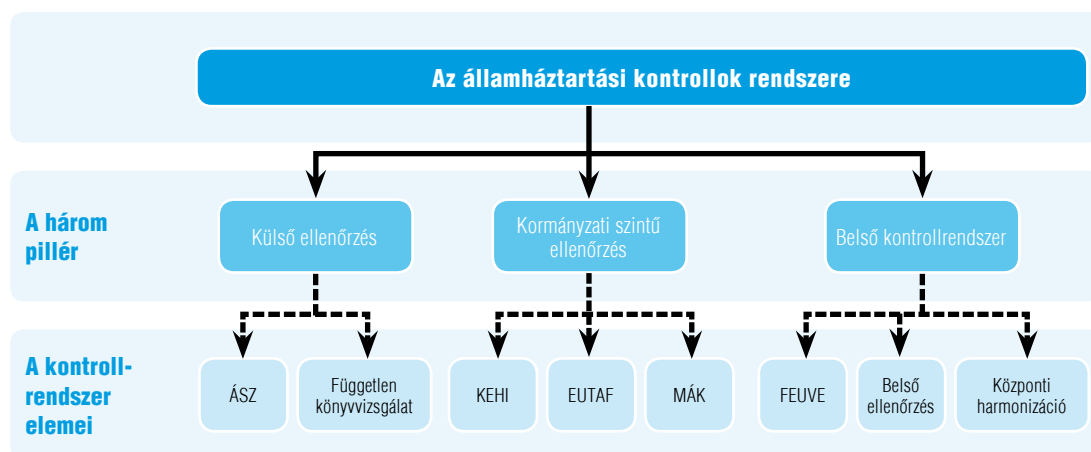 Az államháztartási kontrollok rendszere
A három
pillér
Külső ellenőrzés
Kormányzati szintű
ellenőrzés
Belső kontrollrendszer
A kontroll-
rendszer
elemei
ÁSZ
Független
könyvvizsgálat
KEHI
EUTAF
MÁK
FEUVE
Belső
ellenőrzés
Központi
harmonizáció